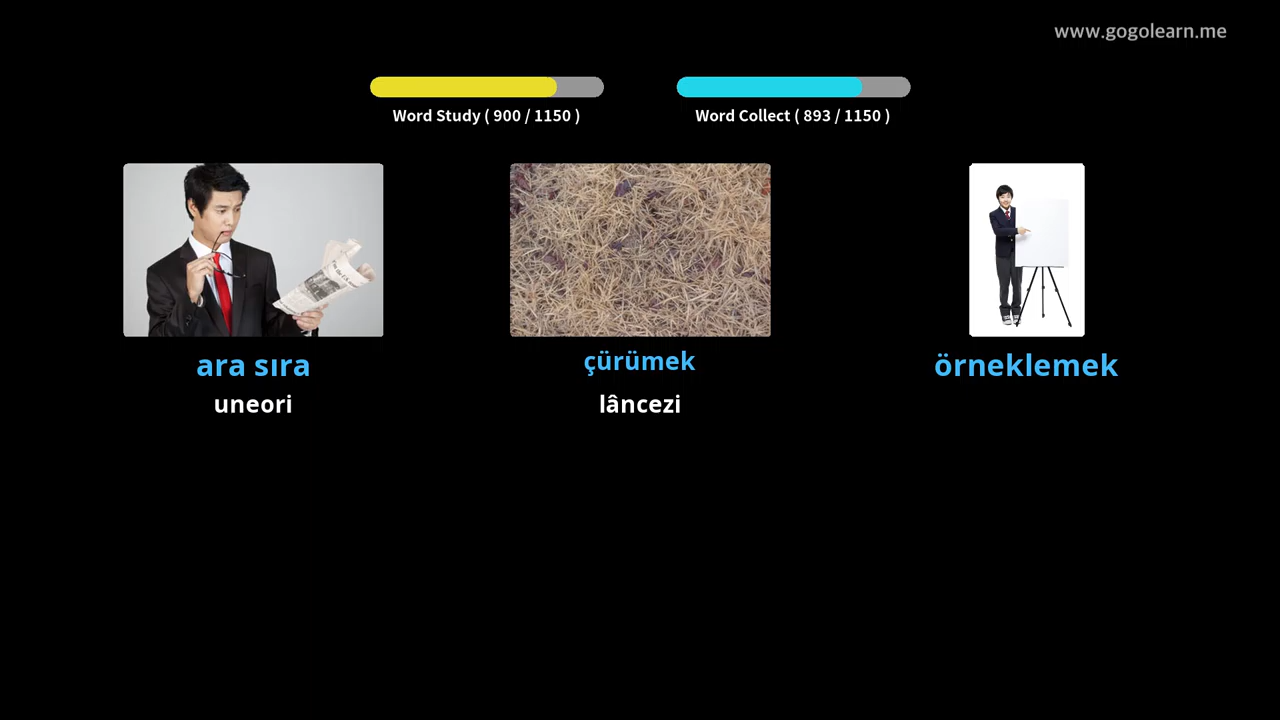 www.gogolearn.me
Word Study ( 900 / 1150 )
Word Collect ( 893 / 1150 )
ara sıra
çürümek
örneklemek
uneori
lâncezi